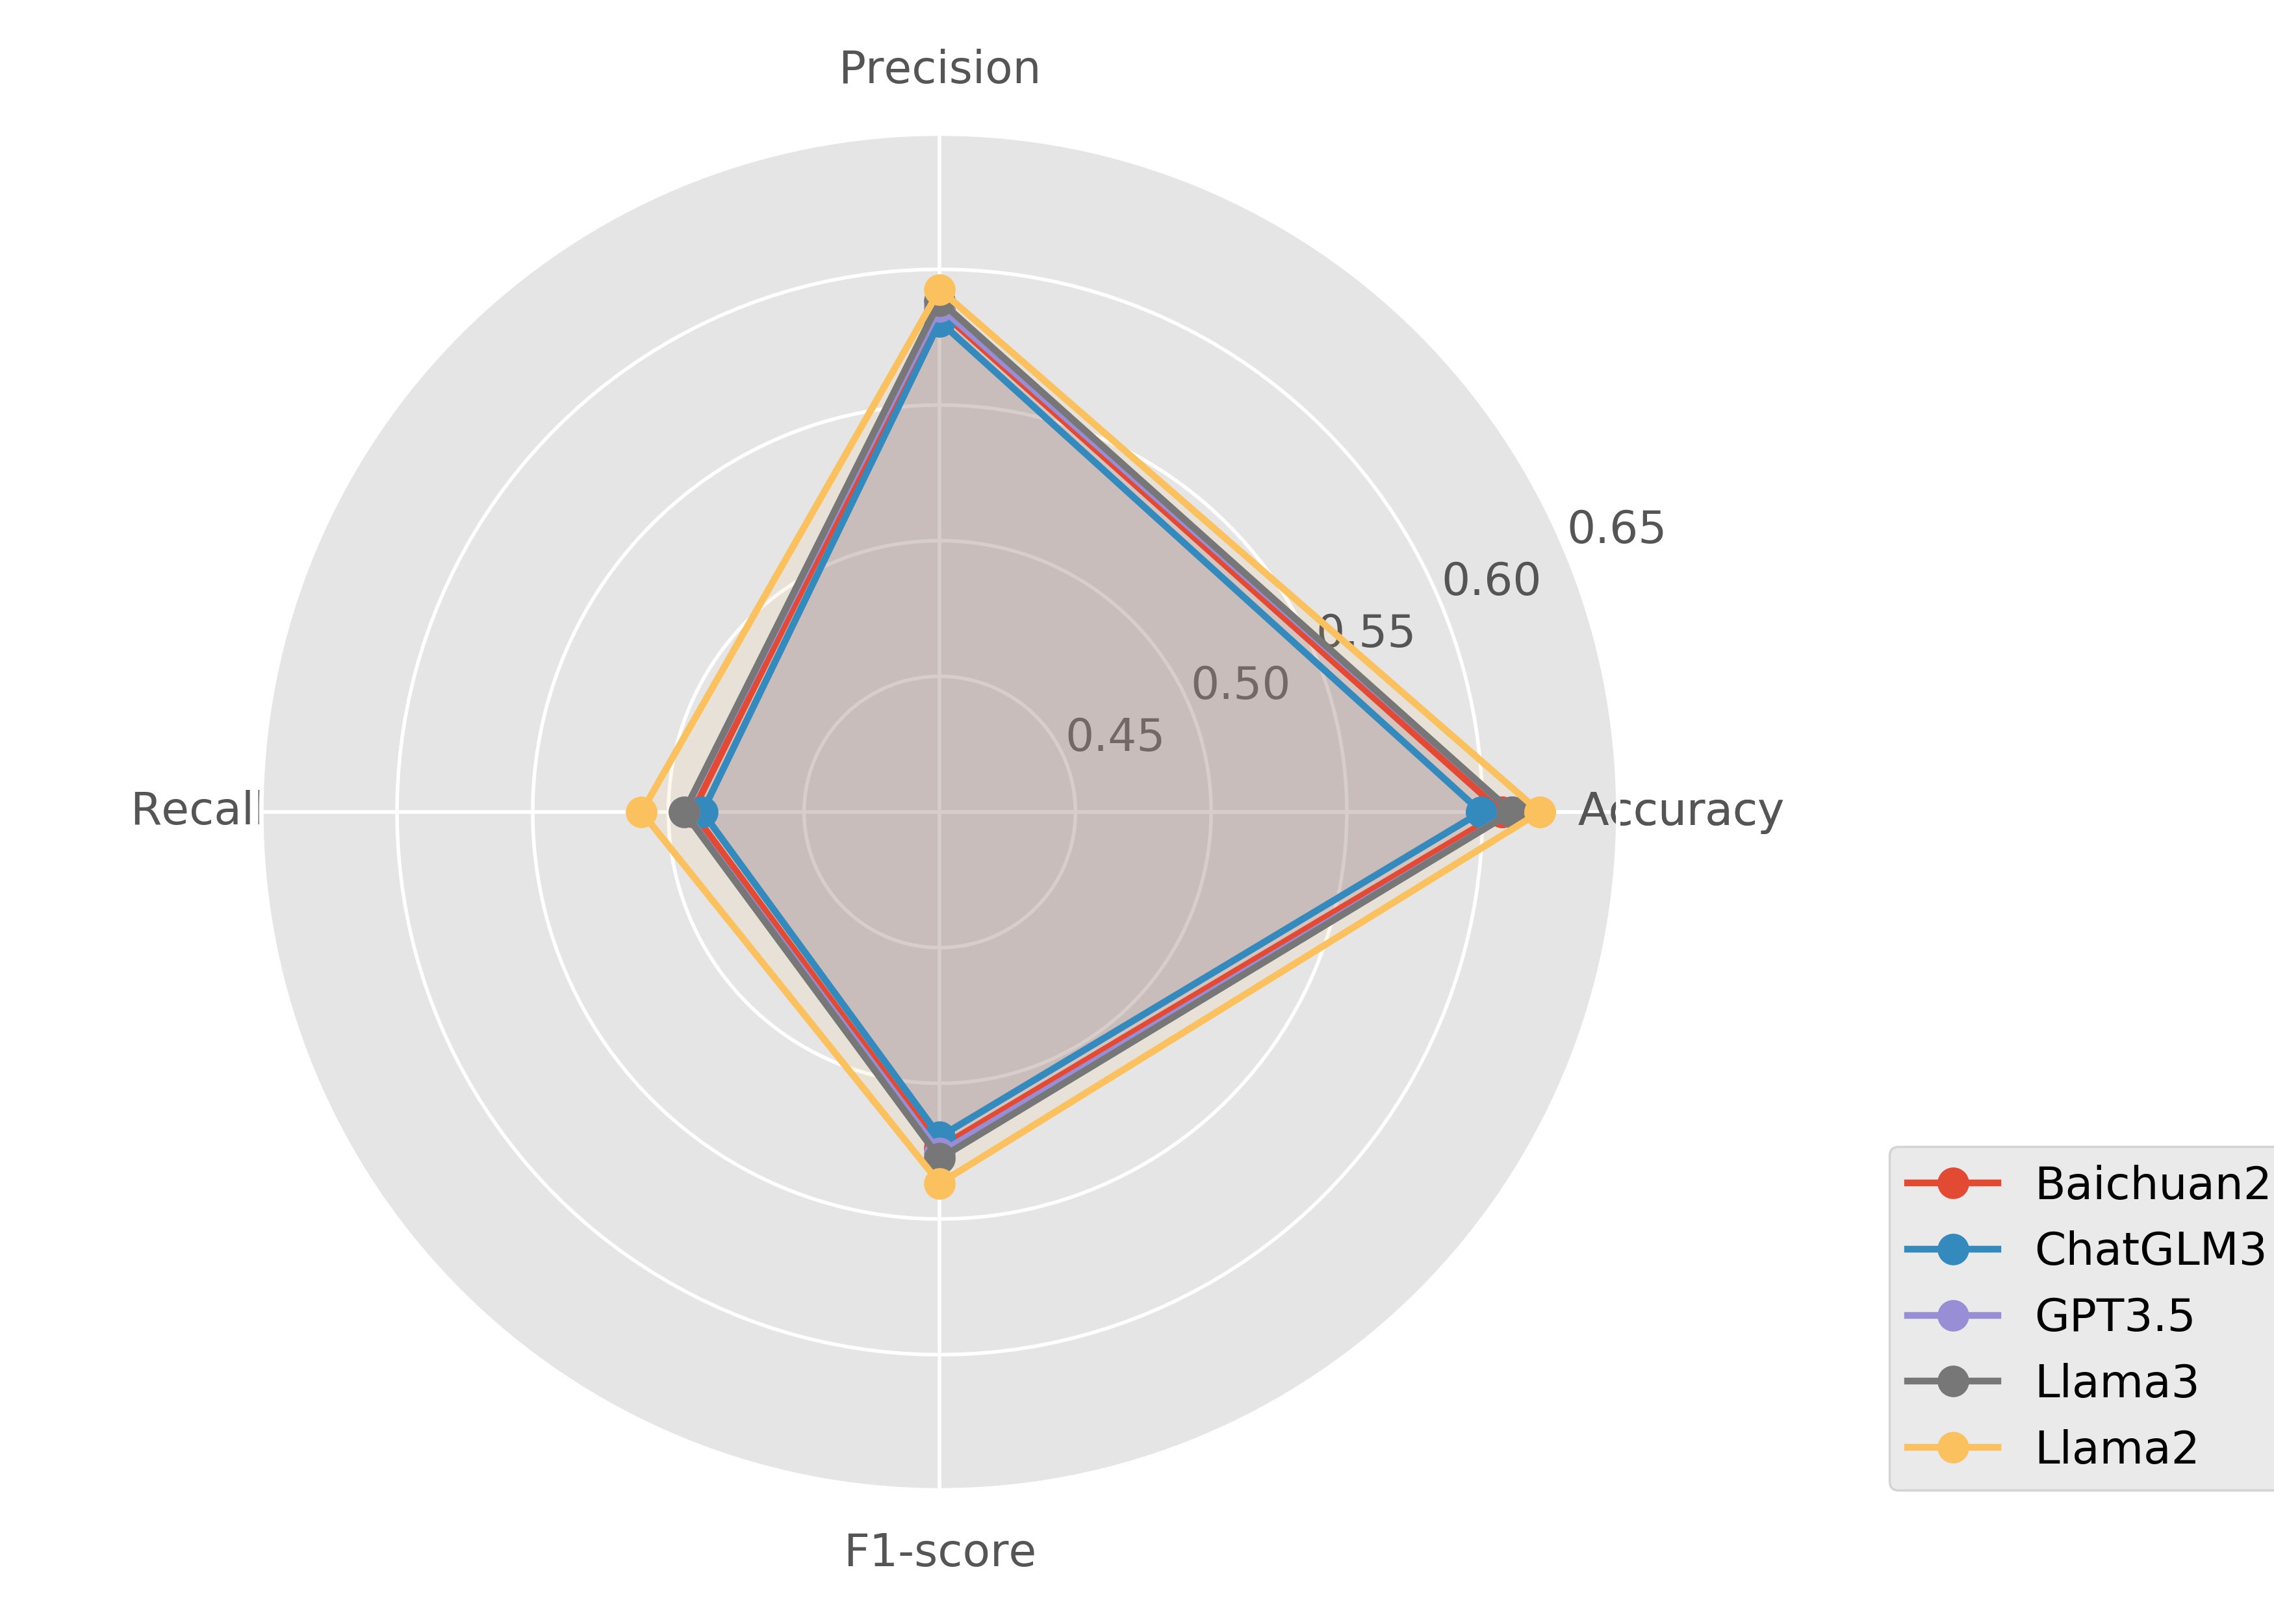 Precision
0.65
0.60
0.55
0.50
0.45
Recall
Accuracy
F1-score
Baichuan2
ChatGLM3
GPT3.5
Llama3
Llama2